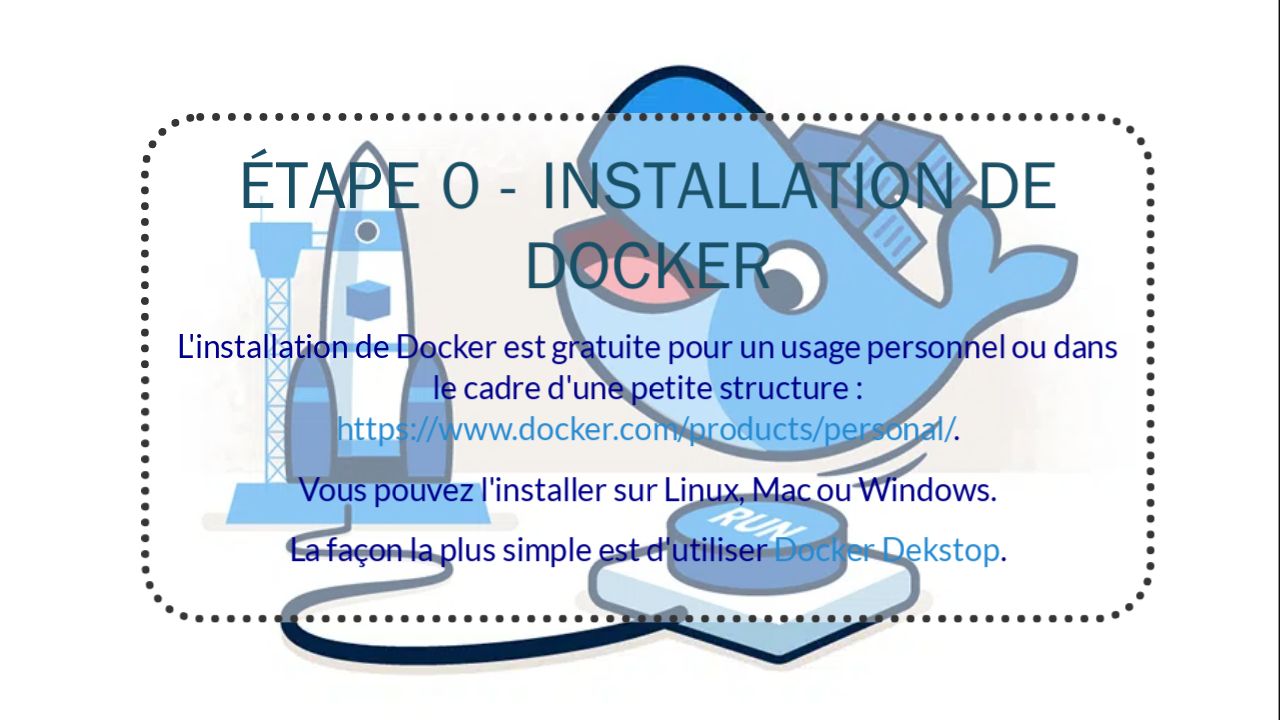 ÉTAPE 0 - INSTALLATION DE
DOCKER
L'installation de Docker est gratuite pour un usage personnel ou dans
le cadre d'une petite structure :
https://www.docker.com/products/personal/.
Vous pouvez l'installer sur Linux, Mac ou Windows.
RUN
La façon la plus simple est d'utiliser Docker Dekstop.